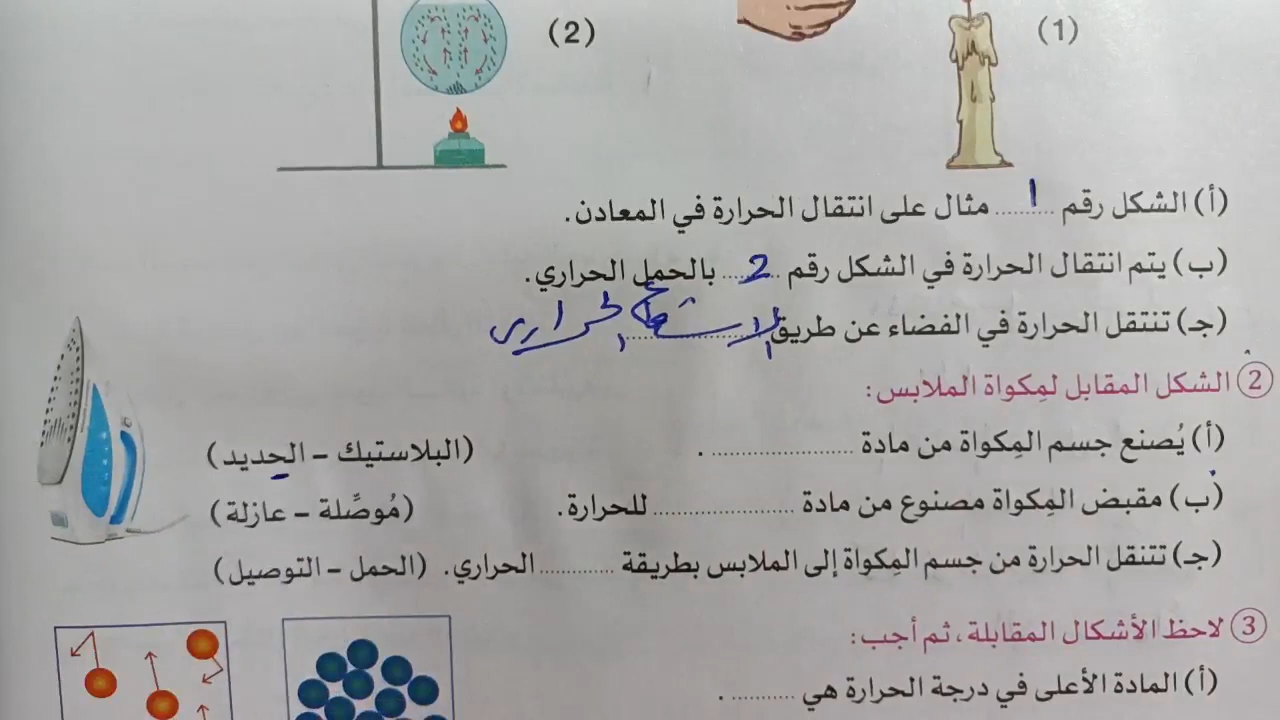 (1)
(2)
(أ) الشكل رقم 1 مثال على انتقال الحرارة في المعادن.
(ب) يتم انتقال الحرارة في الشكل رقم 2 بالحمل الحراري.
(جـ) تنتقل الحرارة في الفضاء عن طريق الاشعاع الحرارى
2 الشكل المقابل لمِكواة الملابس:
(أ) يُصنع جسم المِكواة من مادة ............ . (البلاستيك – الحديد)
(ب) مقبض المِكواة مصنوع من مادة ............ للحرارة. (مُوصِّلة – عازلة)
(جـ) تتنقل الحرارة من جسم المِكواة إلى الملابس بطريقة ............ الحراري. (الحمل – التوصيل)
3 لاحظ الأشكال المقابلة، ثم أجب:
(أ) المادة الأعلى في درجة الحرارة هي .......... .